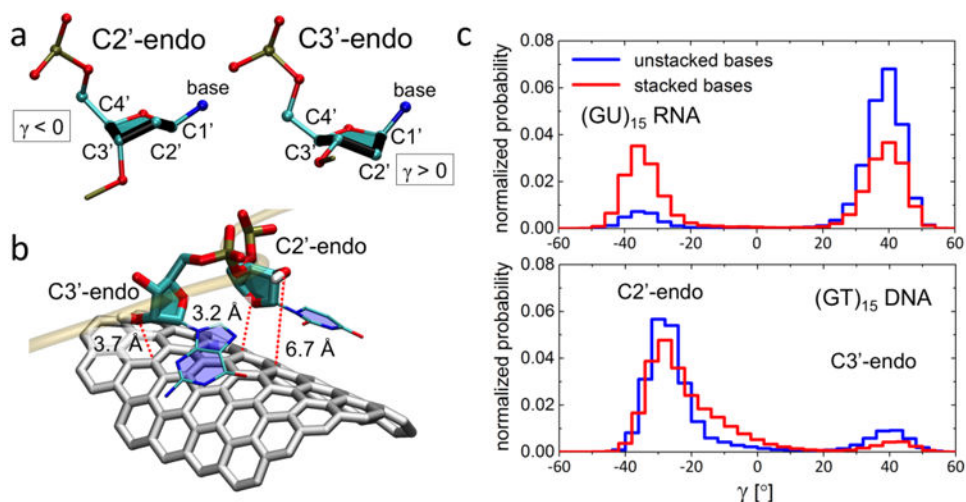 a
C2'-endo
C3'-endo
base
C4'
γ < 0
C1'
C3'
C2'
base
C4'
C1'
C3'
γ > 0
C2'
b
C2'-endo
C3'-endo
3.2 Å
3.7 Å
6.7 Å
c
normalized probability
0.08
0.06
0.04
0.02
0.00
unstacked bases
stacked bases
(GU)15 RNA
-60 -40 -20 0 20 40 60
normalized probability
0.08
0.06
0.04
0.02
0.00
C2'-endo
(GT)15 DNA
C3'-endo
-60 -40 -20 0 20 40 60
γ [°]